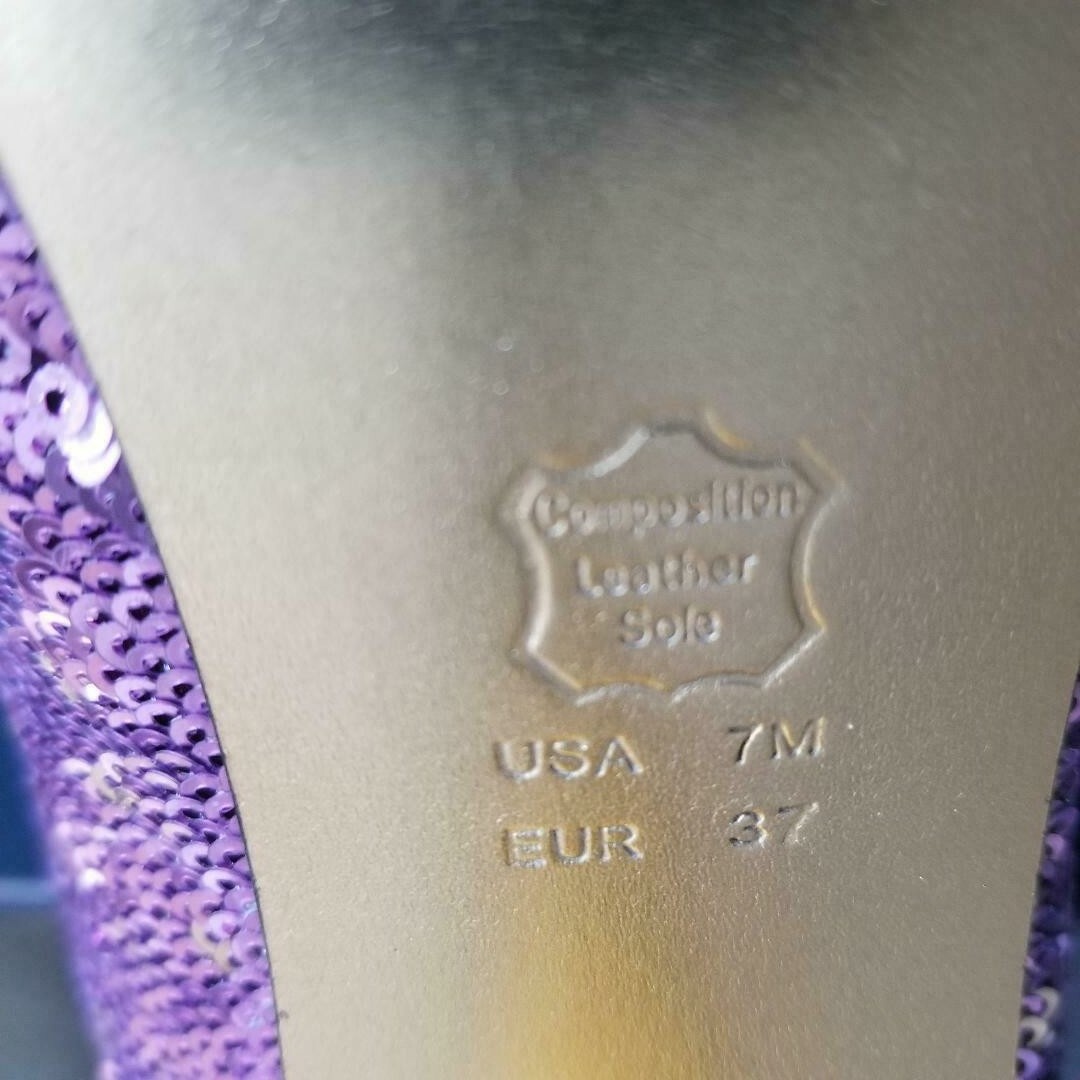 Composition
Leather
Sole
USA 7M
EUR 37